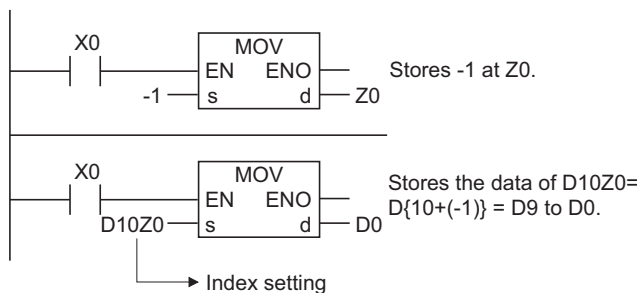 X0
MOV
EN ENO
Stores -1 at Z0.
-1 s d Z0
X0
MOV
EN ENO
Stores the data of D10Z0=
D{10+(-1)} = D9 to D0.
D10Z0 s d D0
Index setting